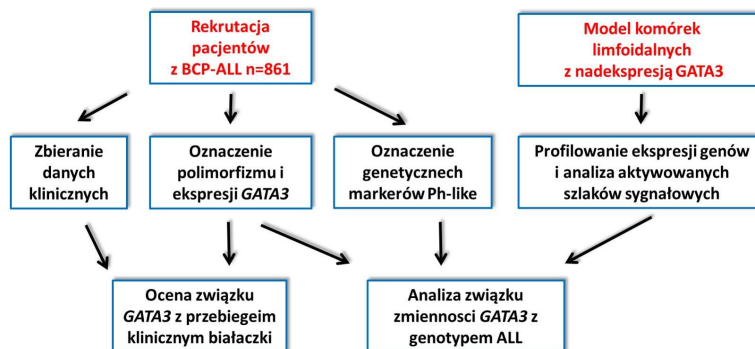 Rekrutacja
pacjentów
z BCP-ALL n=861
Model komórek
limfoidalnych
z nadekspresją GATA3
Zbieranie
danych
klinicznych
Oznaczenie
polimorfizmu i
ekspresji GATA3
Oznaczenie
genetycznech
markerów Ph-like
Profilowanie ekspresji genów
i analiza aktywowanych
szlaków sygnałowych
Ocena związku
GATA3 z przebiegeim
klinicznym białaczki
Analiza związku
zmiennosci GATA3 z
genotypem ALL